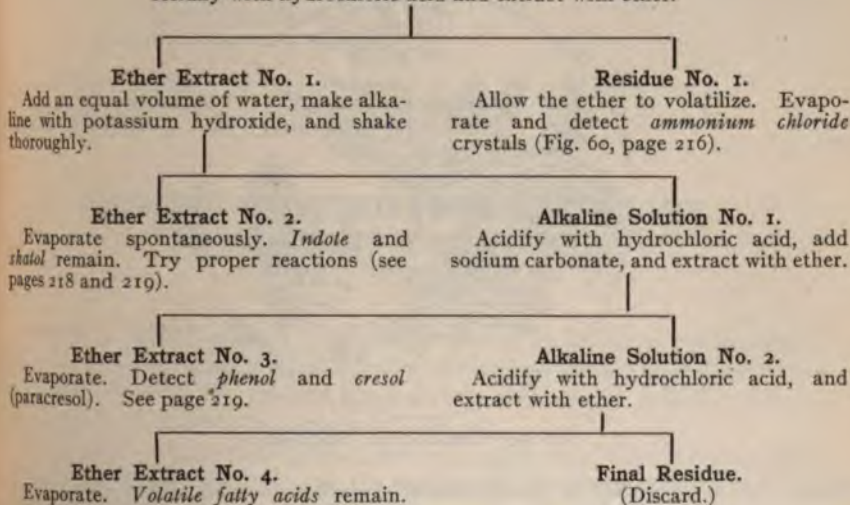 Ether Extract No. 1.
Add an equal volume of water, make alka-
line with potassium hydroxide, and shake
thoroughly.
Residue No. 1.
Allow the ether to volatilize. Evapo-
rate and detect ammonium chloride
crystals (Fig. 60, page 216).
Ether Extract No. 2.
Evaporate spontaneously. Indole and
skatol remain. Try proper reactions (see
pages 218 and 219).
Alkaline Solution No. 1.
Acidify with hydrochloric acid, add
sodium carbonate, and extract with ether.
Ether Extract No. 3.
Evaporate. Detect phenol and cresol
(paracresol). See page 219.
Alkaline Solution No. 2.
Acidify with hydrochloric acid, and
extract with ether.
Ether Extract No. 4.
Evaporate. Volatile fatty acids remain.
Final Residue.
(Discard.)